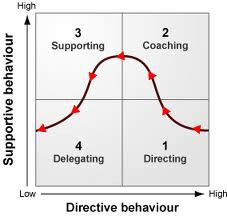 High
3
Supporting
2
Coaching
4
Delegating
1
Directing
Supportive behaviour
Low
High
Directive behaviour